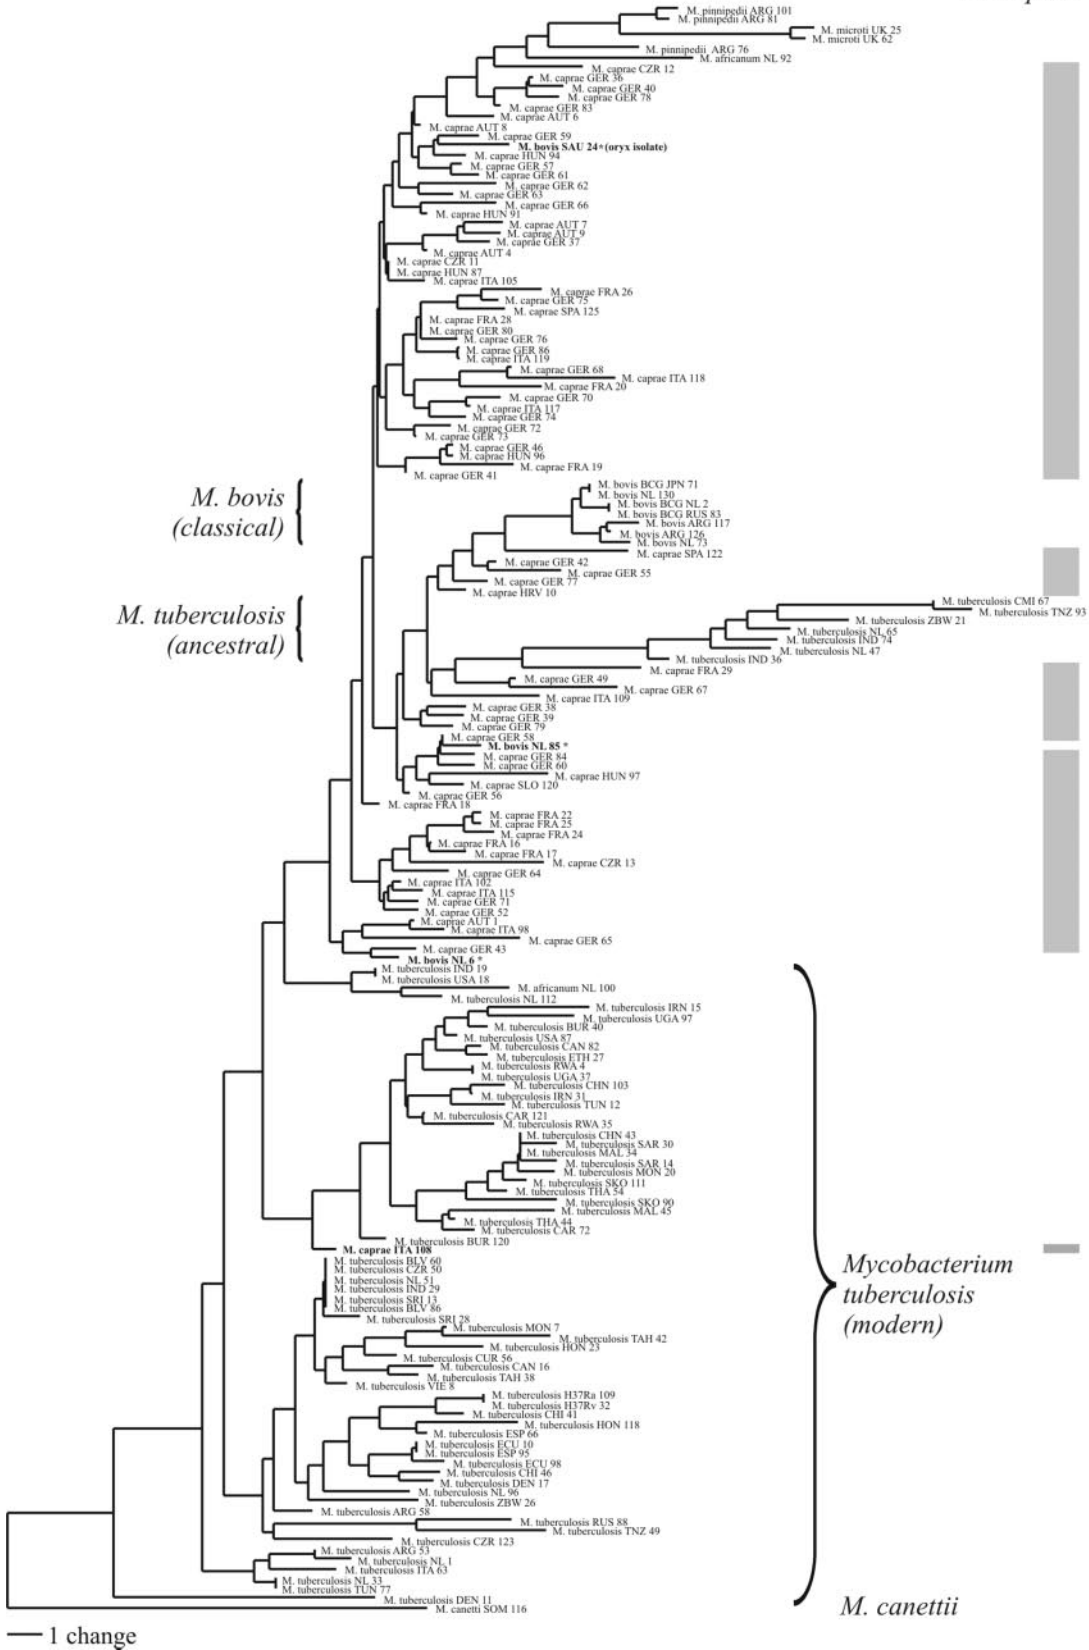 M. pinnipedii ARG 101
M. pinnipedii ARG 81
M. microti UK 25
M. microti UK 62
M. pinnipedii ARG 76
M. africanum NL 92
M. caprae CZR 12
M. caprae GER 36
M. caprae GER 40
M. caprae GER 78
M. caprae GER 83
M. caprae AUT 6
M. caprae AUT 8
M. caprae GER 59
M. bovis SAU 24*(oryx isolate)
M. caprae HUN 94
M. caprae GER 57
M. caprae GER 61
M. caprae GER 62
M. caprae GER 63
M. caprae GER 66
M. caprae HUN 91
M. caprae AUT 7
M. caprae AUT 9
M. caprae GER 37
M. caprae AUT 4
M. caprae CZR 11
M. caprae HUN 87
M. caprae ITA 105
M. caprae FRA 26
M. caprae GER 75
M. caprae SPA 125
M. caprae FRA 28
M. caprae GER 80
M. caprae GER 76
M. caprae GER 86
M. caprae ITA 119
M. caprae GER 68
M. caprae ITA 118
M. caprae FRA 20
M. caprae GER 70
M. caprae ITA 117
M. caprae GER 74
M. caprae GER 72
M. caprae GER 73
M. caprae GER 46
M. caprae HUN 96
M. caprae FRA 19
M. caprae GER 41
M. bovis
(classical)
M. bovis BCG JPN 71
M. bovis NL 130
M. bovis BCG NL 2
M. bovis BCG RUS 83
M. bovis ARG 117
M. bovis ARG 126
M. bovis NL 73
M. caprae SPA 122
M. caprae GER 42
M. caprae GER 55
M. caprae GER 77
M. caprae HRV 10
M. tuberculosis
(ancestral)
M. tuberculosis CMI 67
M. tuberculosis TNZ 93
M. tuberculosis ZBW 21
M. tuberculosis NL 65
M. tuberculosis IND 74
M. tuberculosis NL 47
M. tuberculosis IND 36
M. caprae FRA 29
M. caprae GER 49
M. caprae GER 67
M. caprae ITA 109
M. caprae GER 38
M. caprae GER 39
M. caprae GER 79
M. caprae GER 58
M. bovis NL 85 *
M. caprae GER 84
M. caprae GER 60
M. caprae HUN 97
M. caprae SLO 120
M. caprae GER 56
M. caprae FRA 18
M. caprae FRA 22
M. caprae FRA 25
M. caprae FRA 24
M. caprae FRA 16
M. caprae FRA 17
M. caprae CZR 13
M. caprae GER 64
M. caprae ITA 102
M. caprae ITA 115
M. caprae GER 71
M. caprae GER 52
M. caprae AUT 1
M. caprae ITA 98
M. caprae GER 65
M. caprae GER 43
M. bovis NL 6 *
M. tuberculosis IND 19
M. tuberculosis USA 18
M. africanum NL 100
M. tuberculosis NL 112
M. tuberculosis IRN 15
M. tuberculosis UGA 97
M. tuberculosis BUR 40
M. tuberculosis USA 87
M. tuberculosis CAN 82
M. tuberculosis ETH 27
M. tuberculosis RWA 4
M. tuberculosis UGA 37
M. tuberculosis CHN 103
M. tuberculosis IRN 31
M. tuberculosis TUN 12
M. tuberculosis CAR 121
M. tuberculosis RWA 35
M. tuberculosis CHN 43
M. tuberculosis SAR 30
M. tuberculosis MAL 34
M. tuberculosis SAR 14
M. tuberculosis MON 20
M. tuberculosis SKO 111
M. tuberculosis THA 54
M. tuberculosis SKO 90
M. tuberculosis MAL 45
M. tuberculosis THA 44
M. tuberculosis CAR 72
M. tuberculosis BUR 120
M. caprae ITA 108
M. tuberculosis BLV 60
M. tuberculosis CZR 50
M. tuberculosis NL 51
M. tuberculosis IND 29
M. tuberculosis SRI 13
M. tuberculosis BLV 86
M. tuberculosis SRI 28
Mycobacterium
tuberculosis
(modern)
M. tuberculosis MON 7
M. tuberculosis TAH 42
M. tuberculosis HON 23
M. tuberculosis CUR 56
M. tuberculosis CAN 16
M. tuberculosis TAH 38
M. tuberculosis VIE 8
M. tuberculosis H37Ra 109
M. tuberculosis H37Rv 32
M. tuberculosis CHI 41
M. tuberculosis HON 118
M. tuberculosis ESP 66
M. tuberculosis ECU 10
M. tuberculosis ESP 95
M. tuberculosis ECU 98
M. tuberculosis CHI 46
M. tuberculosis DEN 17
M. tuberculosis NL 96
M. tuberculosis ZBW 26
M. tuberculosis ARG 58
M. tuberculosis RUS 88
M. tuberculosis TNZ 49
M. tuberculosis CZR 123
M. tuberculosis ARG 53
M. tuberculosis NL 1
M. tuberculosis ITA 63
M. tuberculosis NL 33
M. tuberculosis TUN 77
M. tuberculosis DEN 11
M. canetti SOM 116
M. canettii
1 change